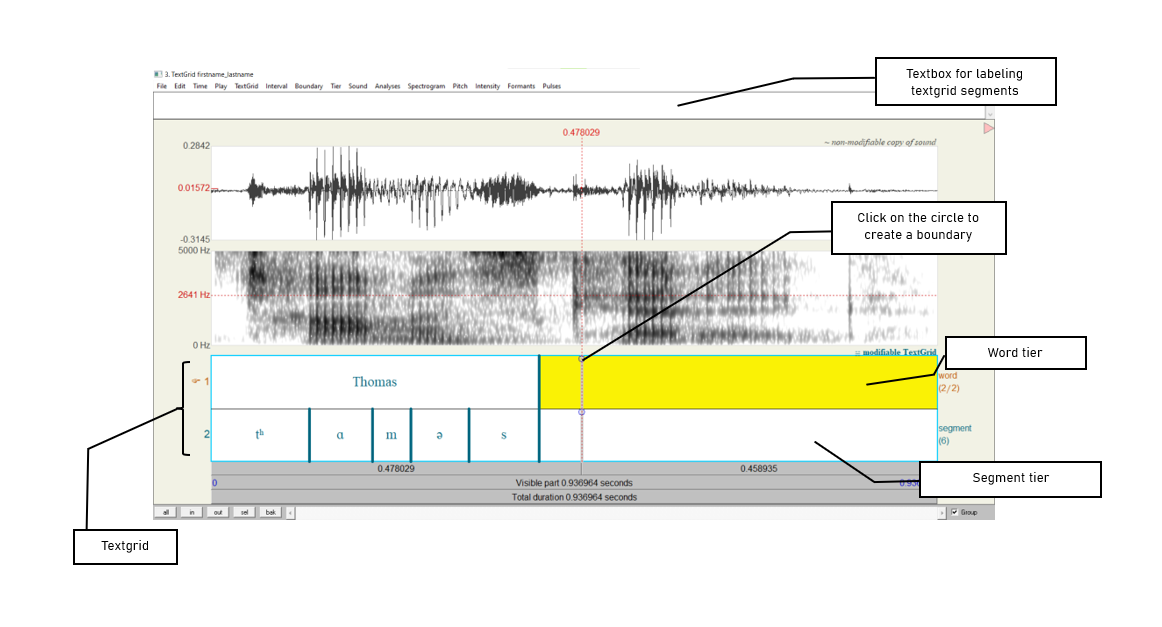 3. TextGrid firstname_lastname
File Edit Time Play TextGrid Interval Boundary Tier Sound Analyses Spectrogram Pitch Intensity Formants Pulses
Textbox for labeling
textgrid segments
0.478029
0.2842
~ non-modifiable copy of sound
0.01572
-0.3145
Click on the circle to
create a boundary
5000 Hz
2641 Hz
0 Hz
≈ modifiable TextGrid
Word tier
☞ 1
Thomas
word
(2/2)
2
tʰ ɑ m ə s
segment
(6)
0.478029
0.458935
0
Visible part 0.936964 seconds
Total duration 0.936964 seconds
Segment tier
all in out sel bak
Group
Textgrid